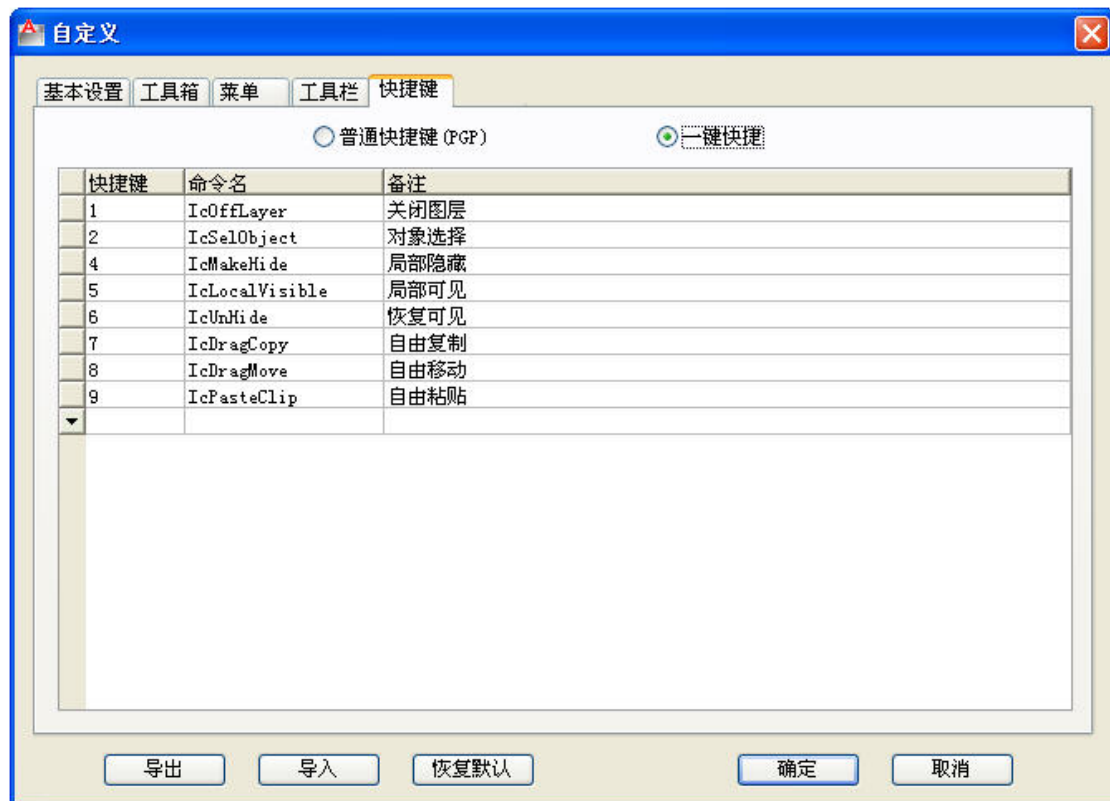 自定义
基本设置 工具箱 菜单 工具栏 快捷键
普通快捷键(PGP) 一键快捷
快捷键 命令名 备注
1 IcOffLayer 关闭图层
2 IcSelObject 对象选择
4 IcMakeHide 局部隐藏
5 IcLocalVisible 局部可见
6 IcUnHide 恢复可见
7 IcDragCopy 自由复制
8 IcDragMove 自由移动
9 IcPasteClip 自由粘贴
导出 导入 恢复默认 确定 取消